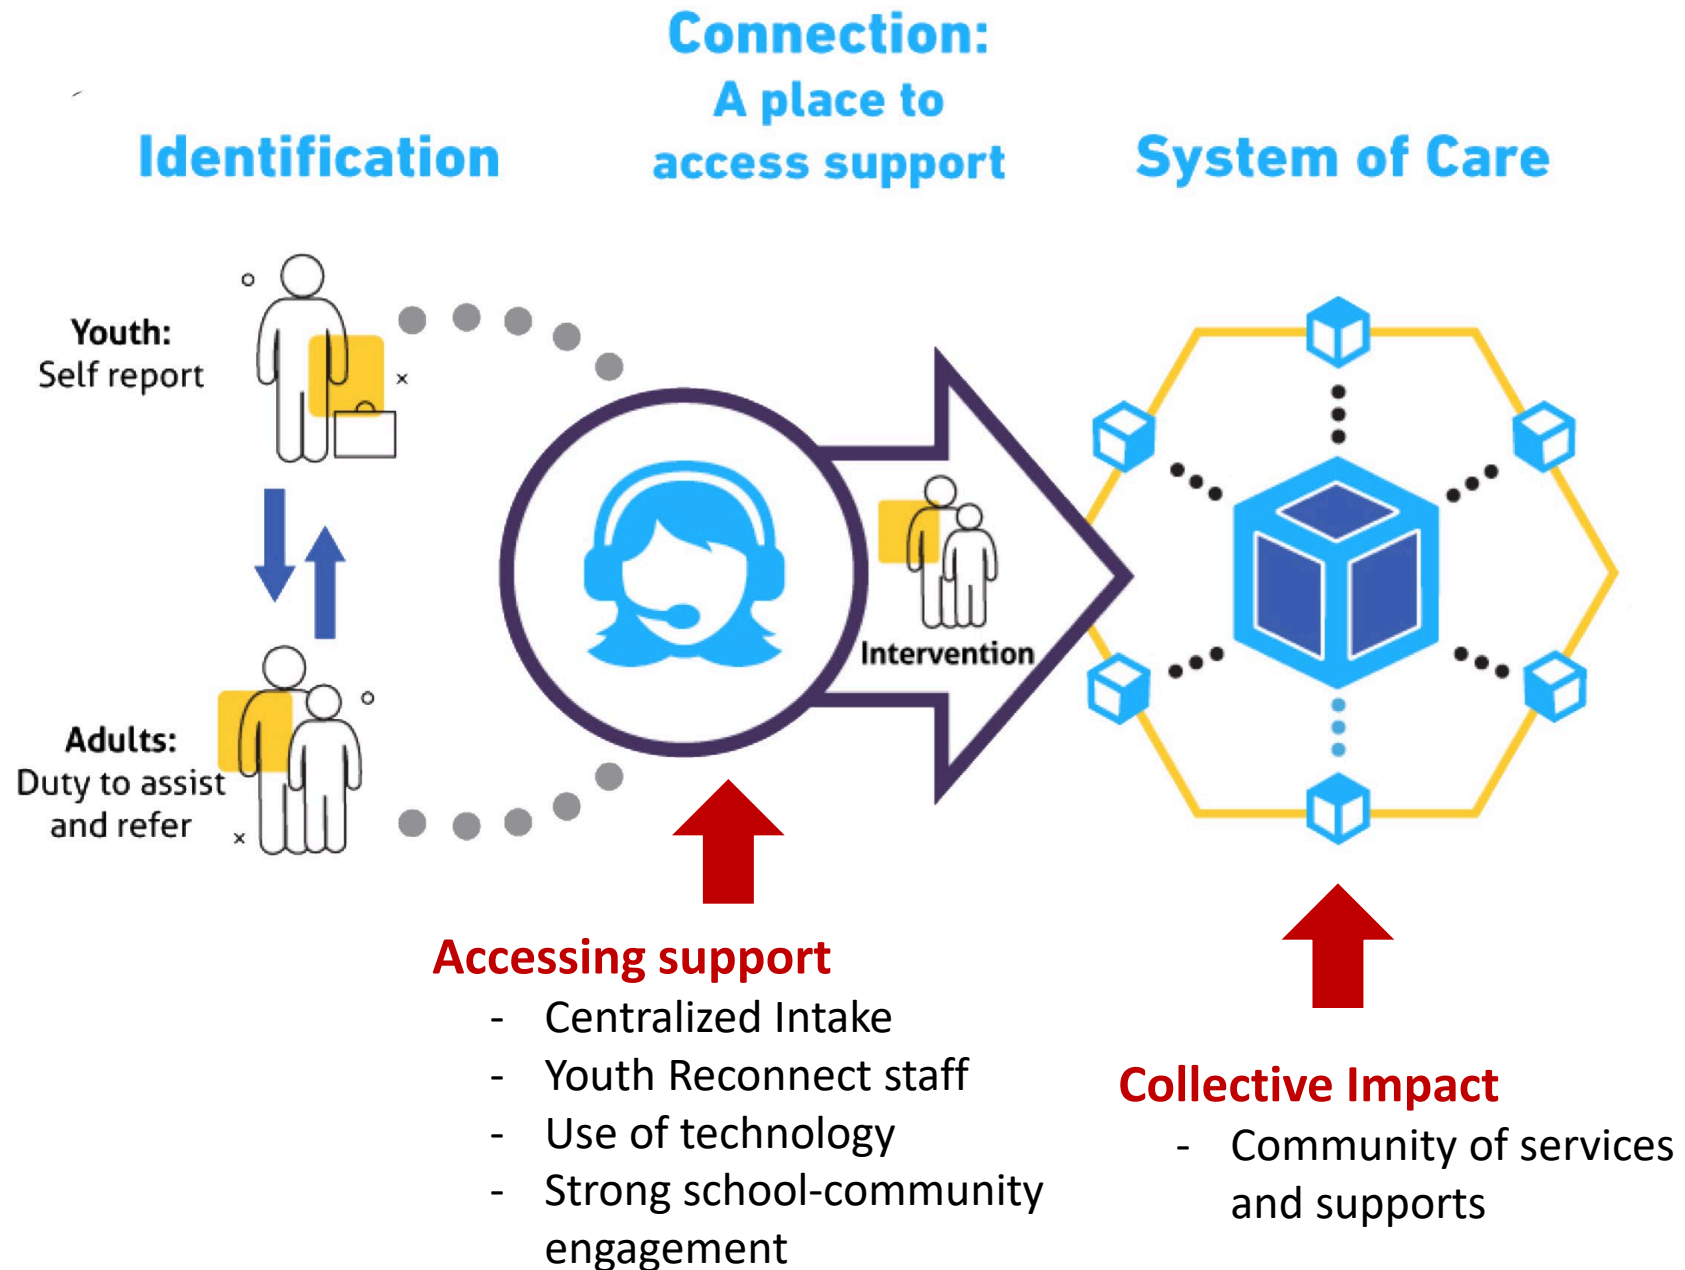 Connection:
A place to
access support
Identification
System of Care
Youth:
Self report
Adults:
Duty to assist
and refer
Intervention
Accessing support
- Centralized Intake
- Youth Reconnect staff
- Use of technology
- Strong school-community
engagement
Collective Impact
- Community of services
and supports